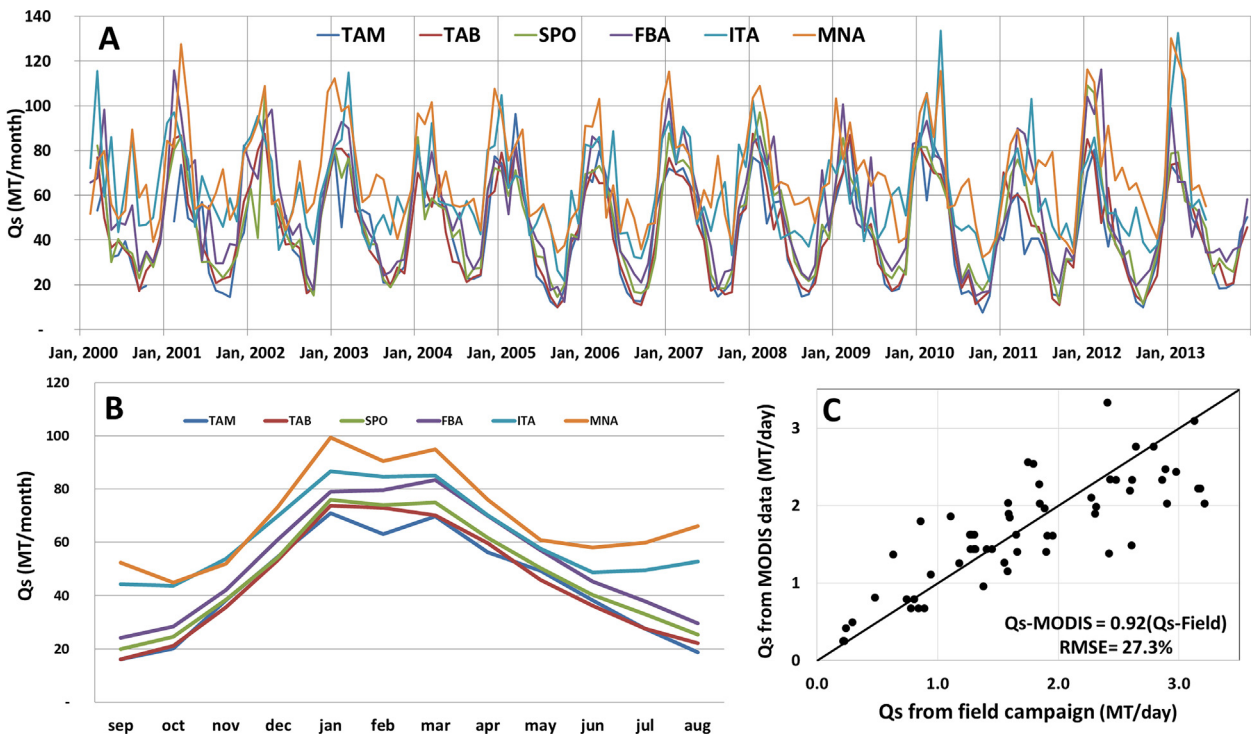 140
120
100
80
60
40
20
-
Qs (MT/month)
A
TAM TAB SPO FBA ITA MNA
Jan, 2000 Jan, 2001 Jan, 2002 Jan, 2003 Jan, 2004 Jan, 2005 Jan, 2006 Jan, 2007 Jan, 2008 Jan, 2009 Jan, 2010 Jan, 2011 Jan, 2012 Jan, 2013
120
100
80
60
40
20
-
Qs (MT/month)
B
TAM TAB SPO FBA ITA MNA
sep oct nov dec jan feb mar apr may jun jul aug
C
3
2
1
0
Qs from MODIS data (MT/day)
Qs-MODIS = 0.92(Qs-Field)
RMSE= 27.3%
0.0 1.0 2.0 3.0
Qs from field campaign (MT/day)